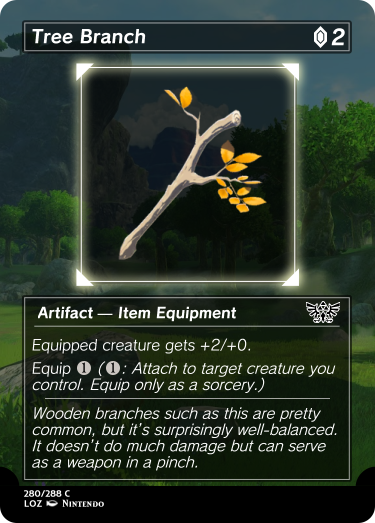 Tree Branch 2
Artifact — Item Equipment
Equipped creature gets +2/+0.
Equip 1 (1: Attach to target creature you
control. Equip only as a sorcery.)
Wooden branches such as this are pretty
common, but it's surprisingly well-balanced.
It doesn't do much damage but can serve
as a weapon in a pinch.
280/288 C
LOZ Nintendo